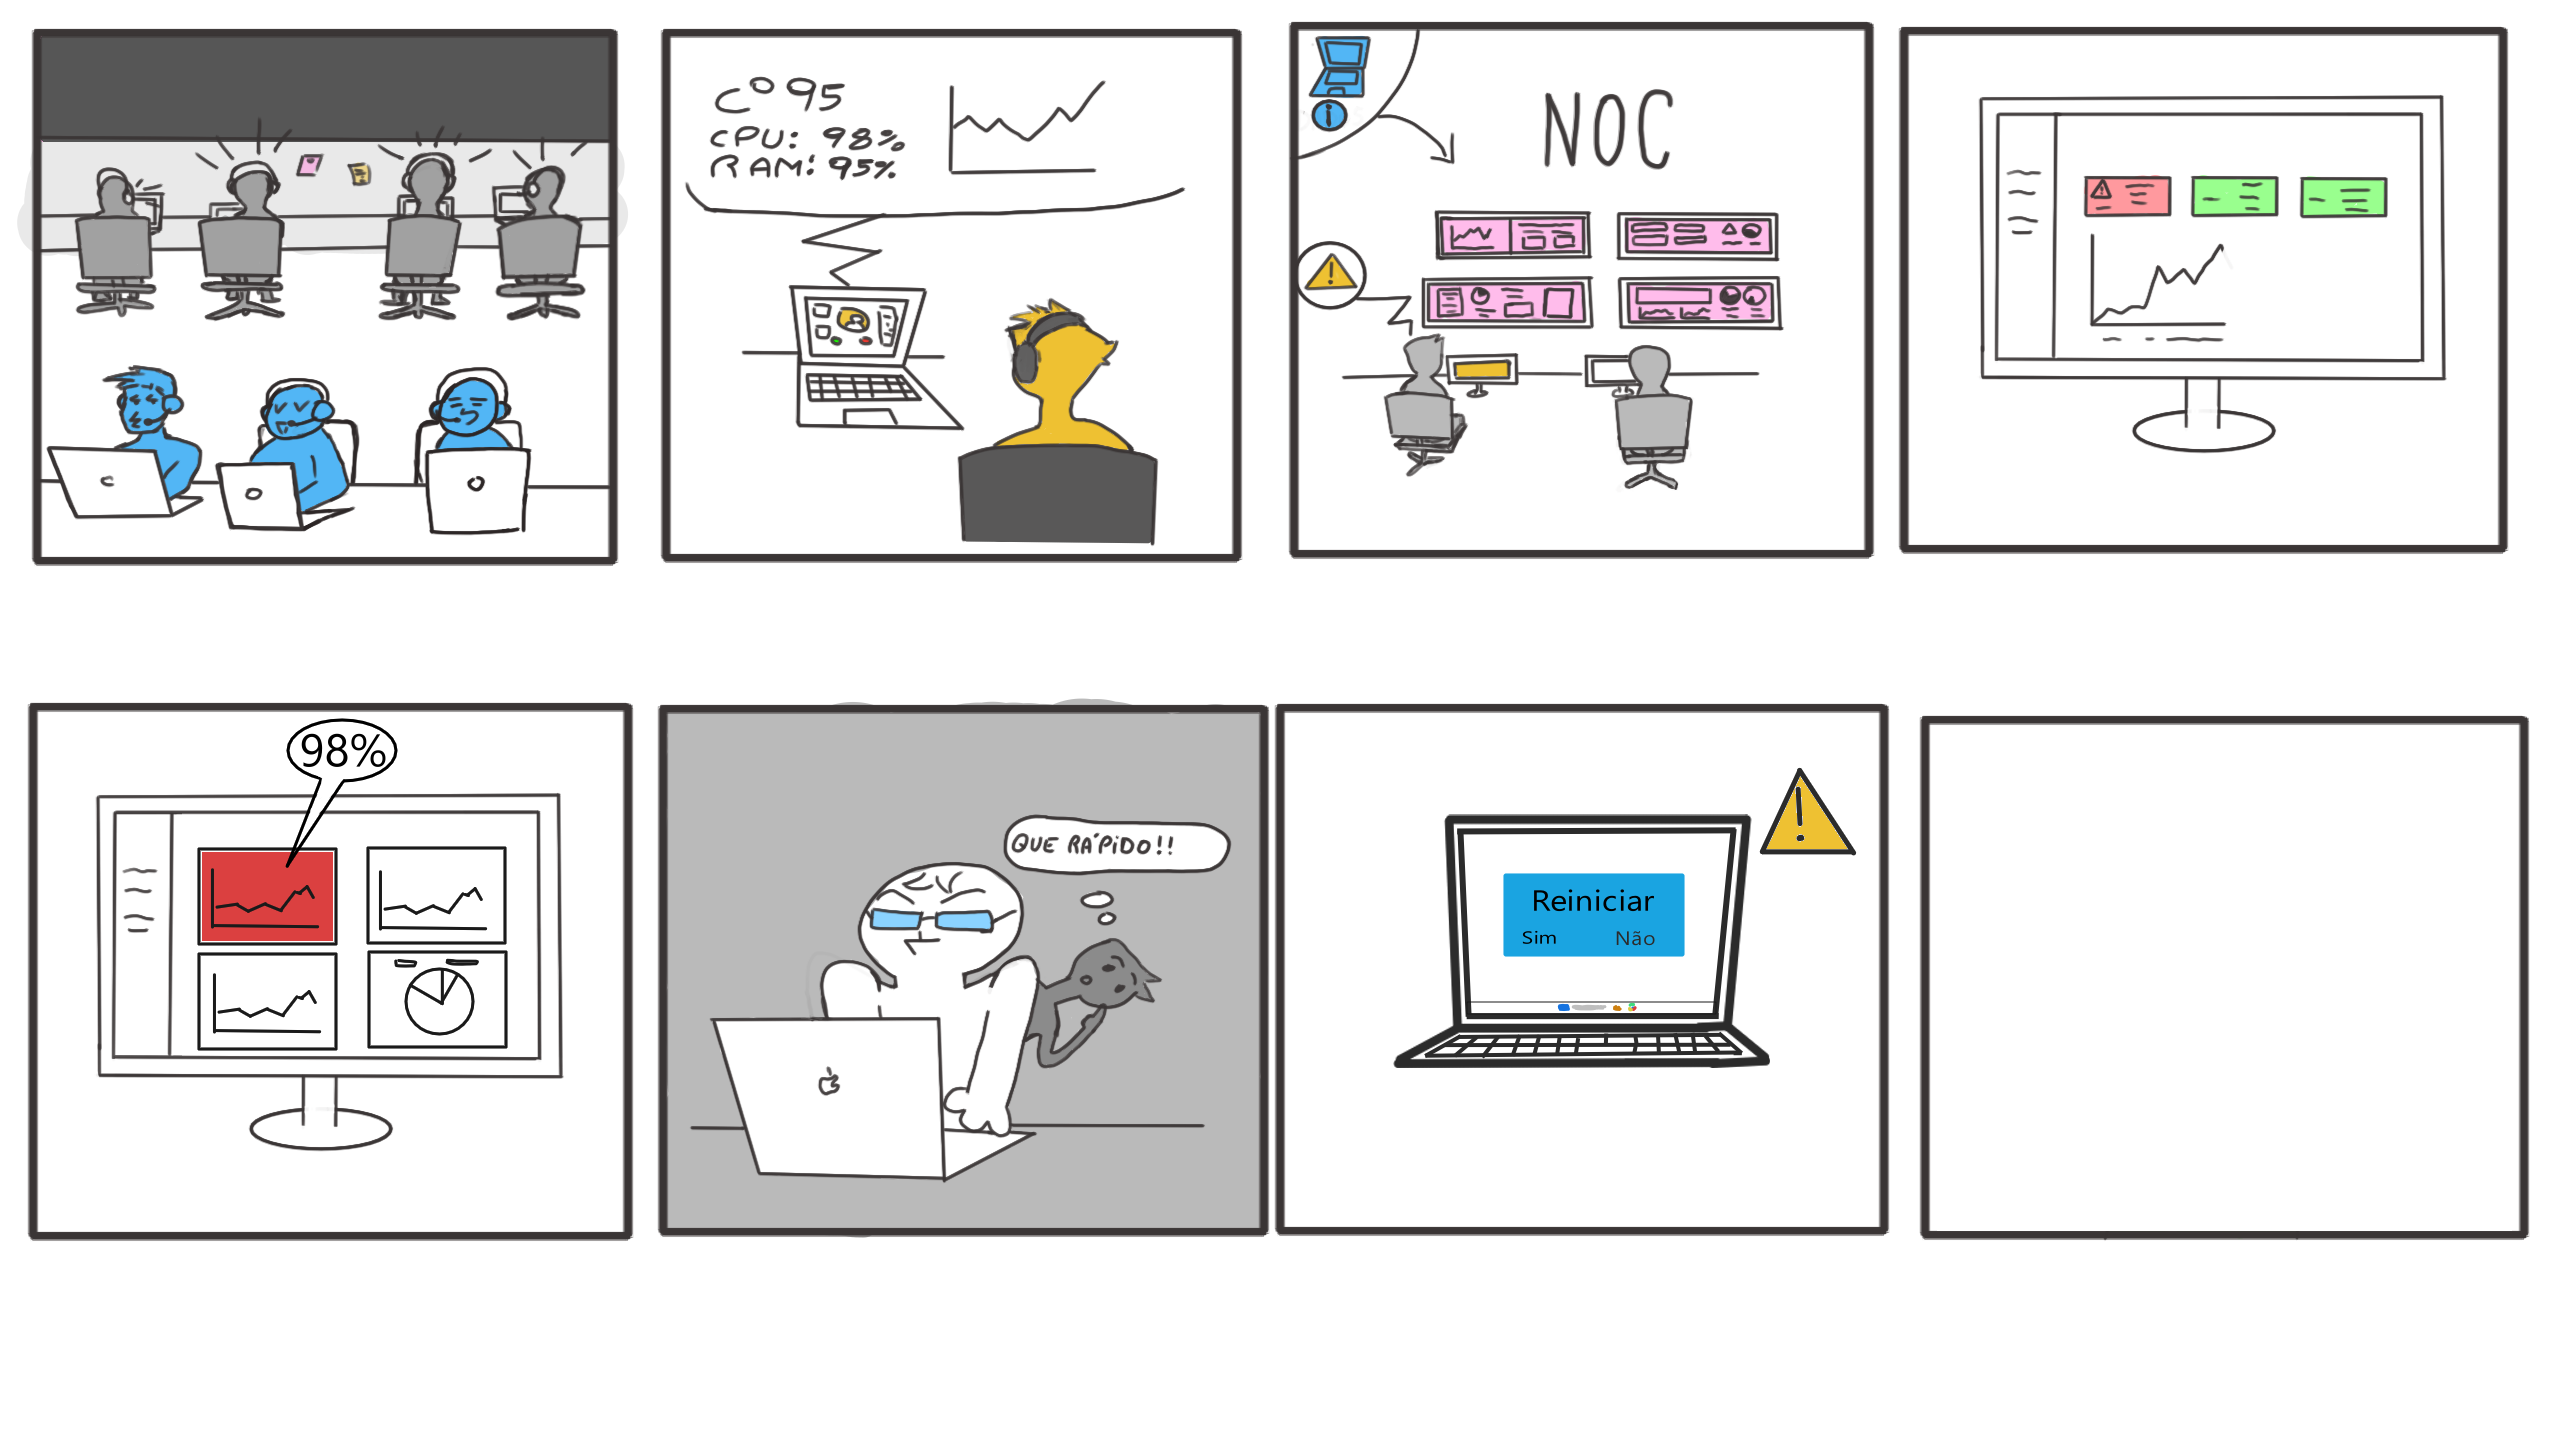 C° 95
CPU: 98%
RAM: 95%
NOC
98%
QUE RÁPIDO!!
Reiniciar
Sim Não